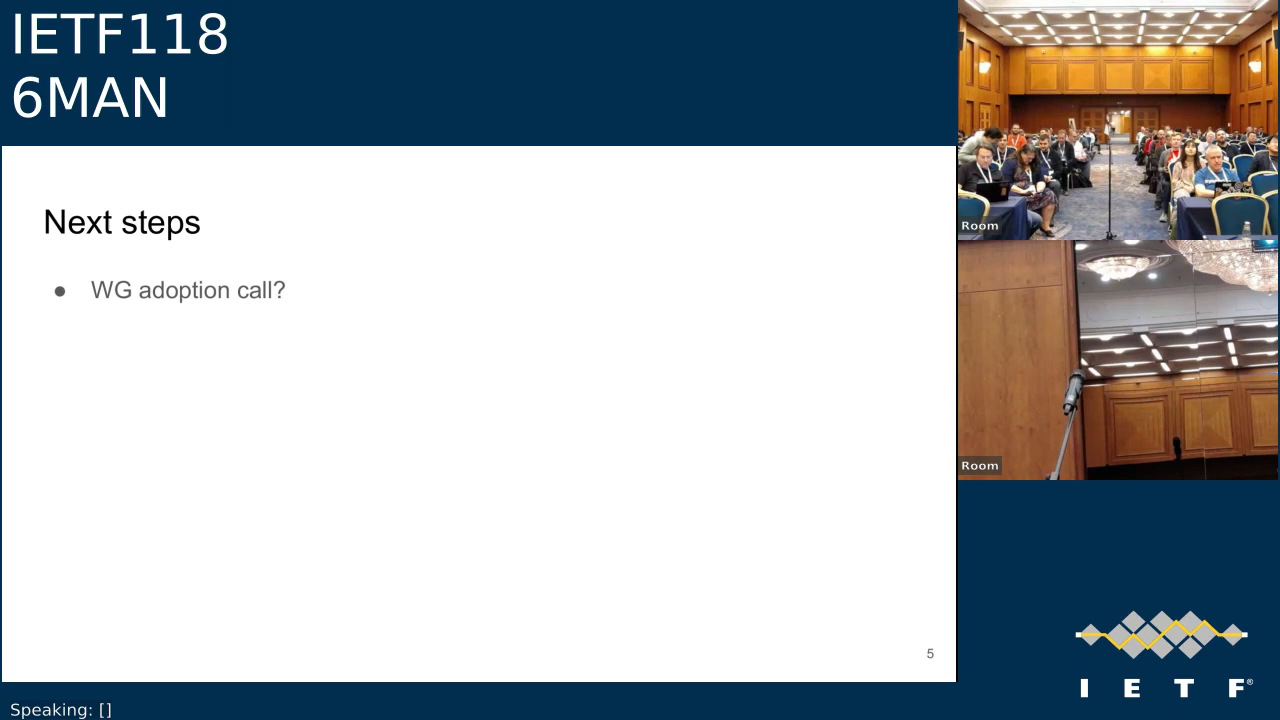 IETF118
6MAN
Next steps
● WG adoption call?
5
Room
Room
I E T F®
Speaking: []